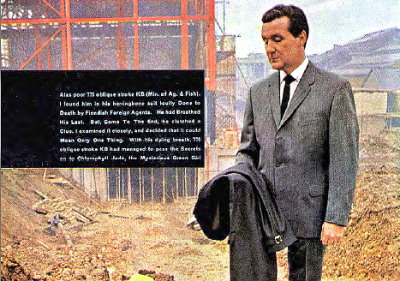 Alas poor 775 oblique stroke KB (Min. of Ag. & Fish).
I found him in his herringbone suit foully Done to
Death by Fiendish Foreign Agents. He had Breathed
His Last. But, Game To The End, he clutched a
Clue. I examined it closely, and decided that it could
Mean Only One Thing. With his dying breath, 775
oblique stroke KB had managed to pass the Secrets
on to Chlorophyll Jade, the Mysterious Green Girl